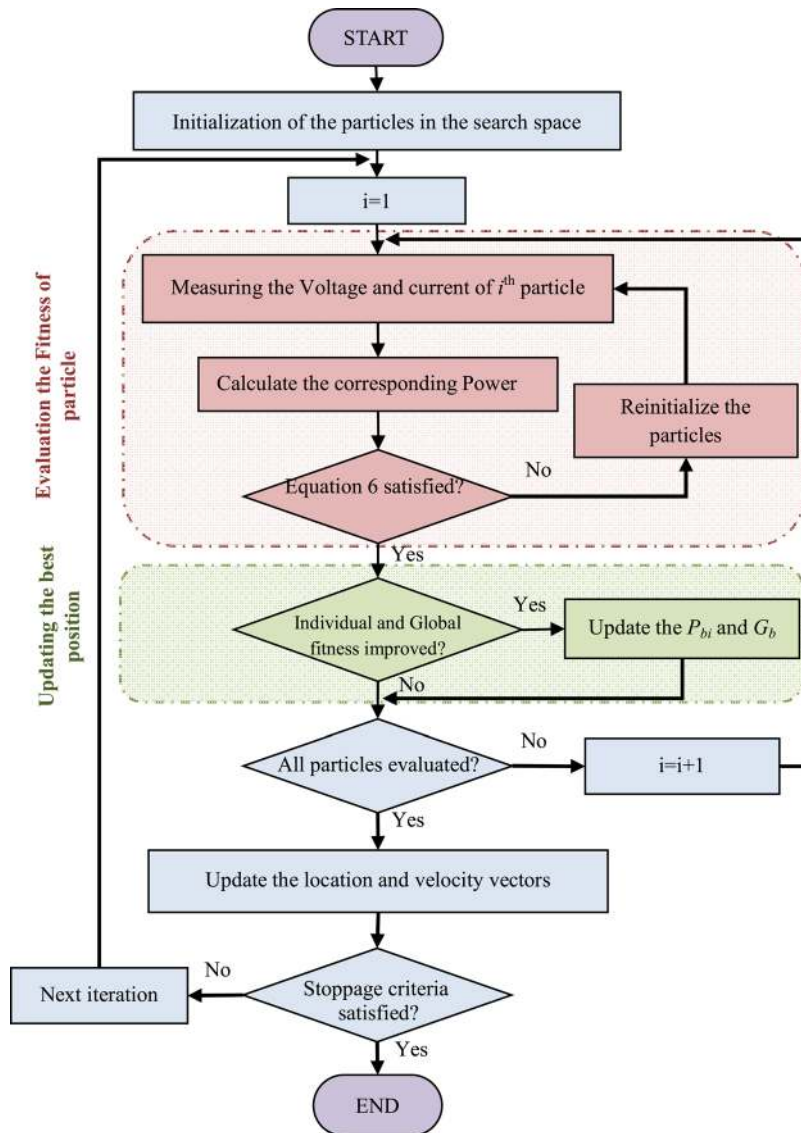 START
Initialization of the particles in the search space
i=1
Evaluation the Fitness of
particle
Measuring the Voltage and current of iᵗʰ particle
Calculate the corresponding Power
Reinitialize the
particles
No
Equation 6 satisfied?
Yes
Updating the best
position
Individual and Global
fitness improved?
Yes
Update the Pbi and Gb
No
All particles evaluated?
No
i=i+1
Yes
Update the location and velocity vectors
Stoppage criteria
satisfied?
No
Next iteration
Yes
END